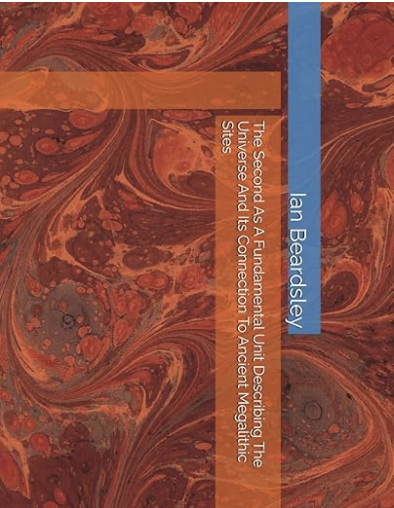 Ian Beardsley
The Second As A Fundamental Unit Describing The
Universe And Its Connection To Ancient Megalithic
Sites